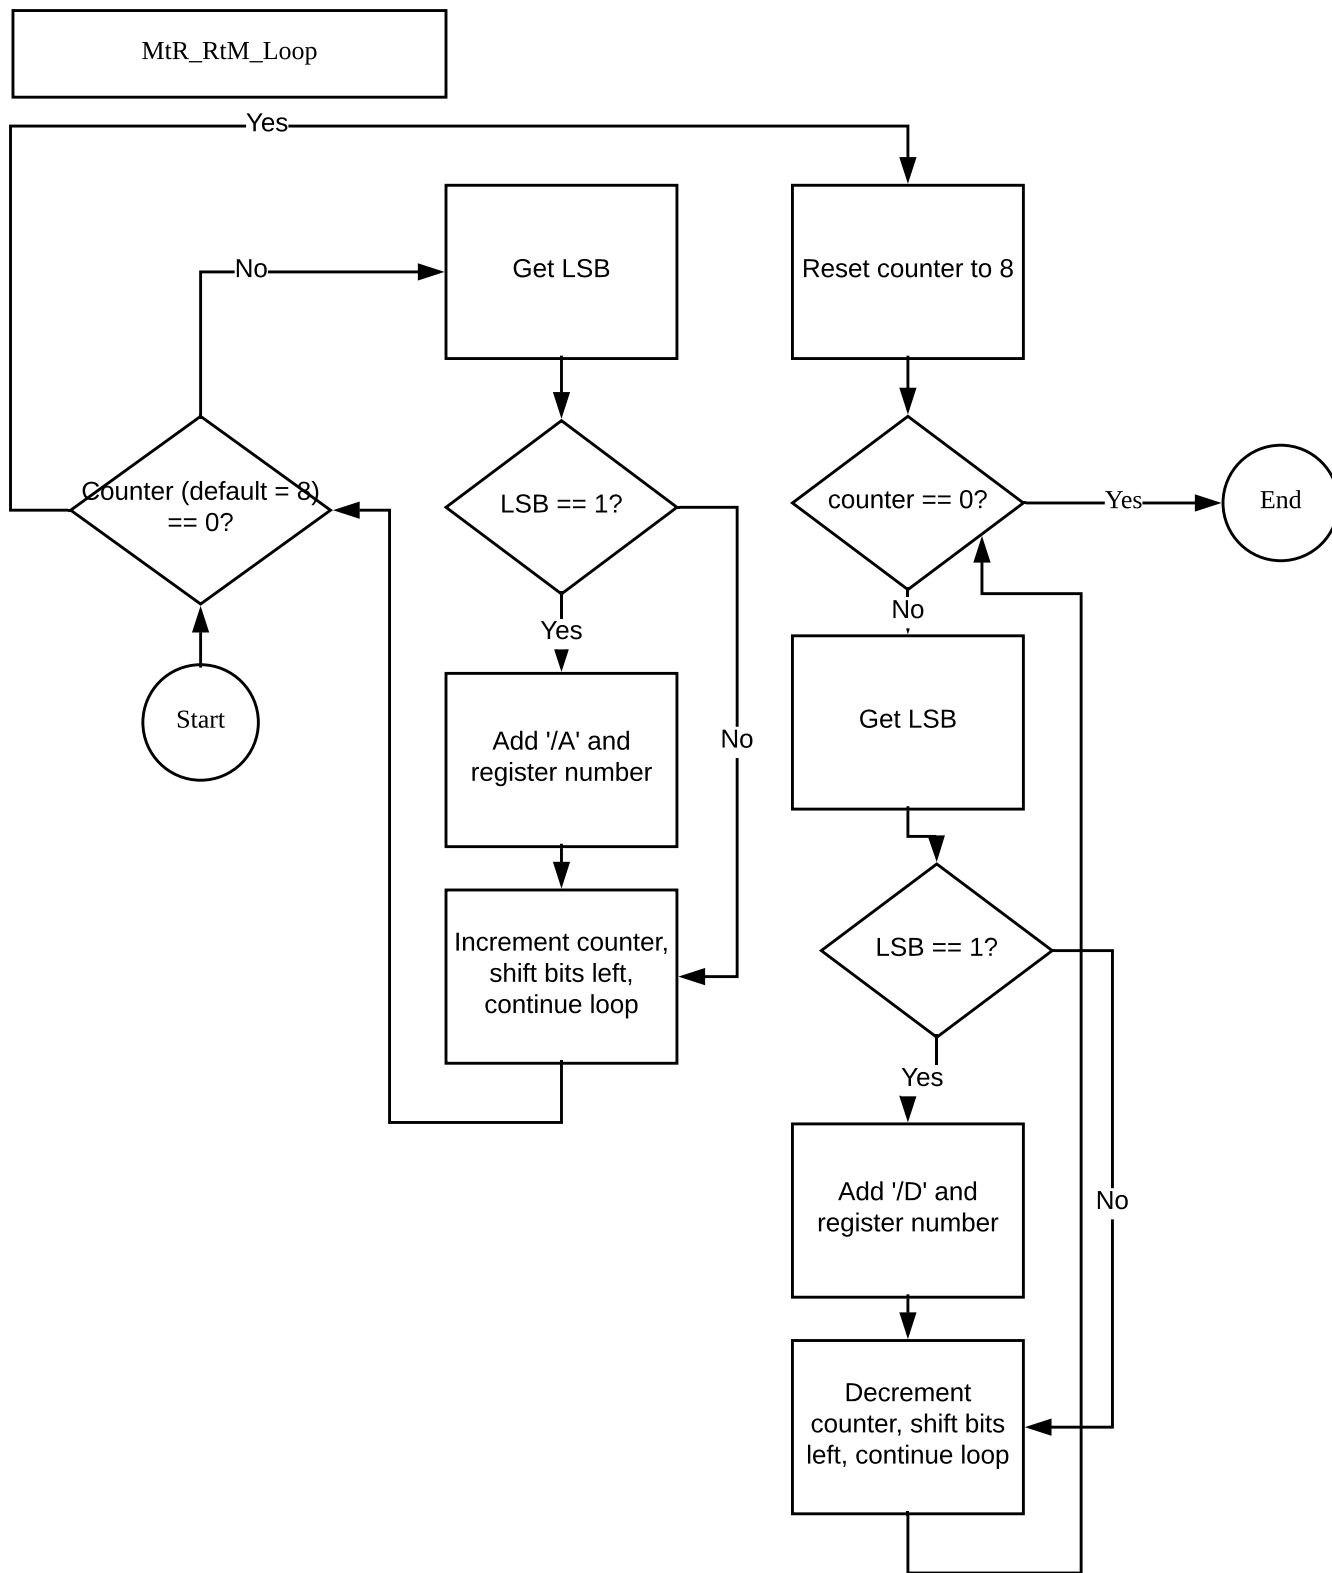 MtR_RtM_Loop
Yes
No
Get LSB
Reset counter to 8
Counter (default = 8)
== 0?
LSB == 1?
counter == 0?
Yes
End
No
Yes
Start
Get LSB
Add '/A' and
register number
No
Increment counter,
shift bits left,
continue loop
LSB == 1?
Yes
Add '/D' and
register number
No
Decrement
counter, shift bits
left, continue loop